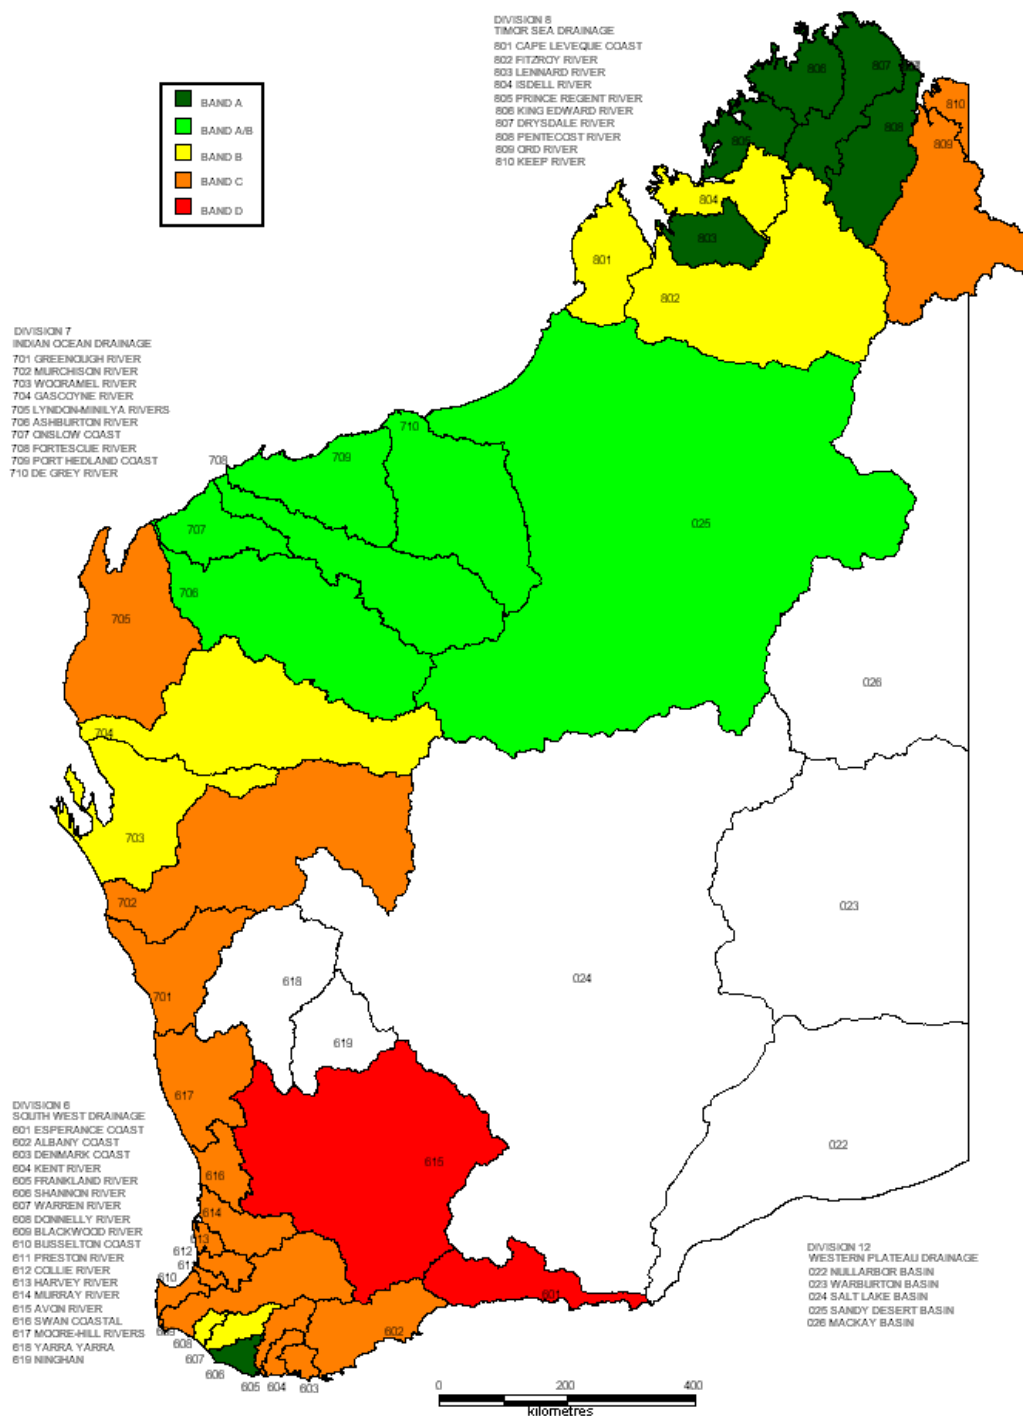 DIVISION 8
TIMOR SEA DRAINAGE
801 CAPE LEVEQUE COAST
802 FITZROY RIVER
803 LENNARD RIVER
804 ISDELL RIVER
805 PRINCE REGENT RIVER
806 KING EDWARD RIVER
807 DRYSDALE RIVER
808 PENTECOST RIVER
809 ORD RIVER
810 KEEP RIVER
BAND A
BAND A/B
BAND B
BAND C
BAND D
806
807
810
805
808
809
804
803
801
802
DIVISION 7
INDIAN OCEAN DRAINAGE
701 GREENOUGH RIVER
702 MURCHISON RIVER
703 WOORAMEL RIVER
704 GASCOYNE RIVER
705 LYNDON-MINILYA RIVERS
706 ASHBURTON RIVER
707 ONSLOW COAST
708 FORTESCUE RIVER
709 PORT HEDLAND COAST
710 DE GREY RIVER
710
709
708
707
025
706
705
026
704
703
702
023
701
618
024
619
617
DIVISION 6
SOUTH WEST DRAINAGE
601 ESPERANCE COAST
602 ALBANY COAST
603 DENMARK COAST
604 KENT RIVER
605 FRANKLAND RIVER
606 SHANNON RIVER
607 WARREN RIVER
608 DONNELLY RIVER
609 BLACKWOOD RIVER
610 BUSSELTON COAST
611 PRESTON RIVER
612 COLLIE RIVER
613 HARVEY RIVER
614 MURRAY RIVER
615 AVON RIVER
616 SWAN COASTAL
617 MOORE-HILL RIVERS
618 YARRA YARRA
619 NINGHAN
022
615
616
614
613
612
611
610
609
608
607
606
605
604
603
602
601
DIVISION 12
WESTERN PLATEAU DRAINAGE
022 NULLARBOR BASIN
023 WARBURTON BASIN
024 SALT LAKE BASIN
025 SANDY DESERT BASIN
026 MACKAY BASIN
0 200 400
kilometres